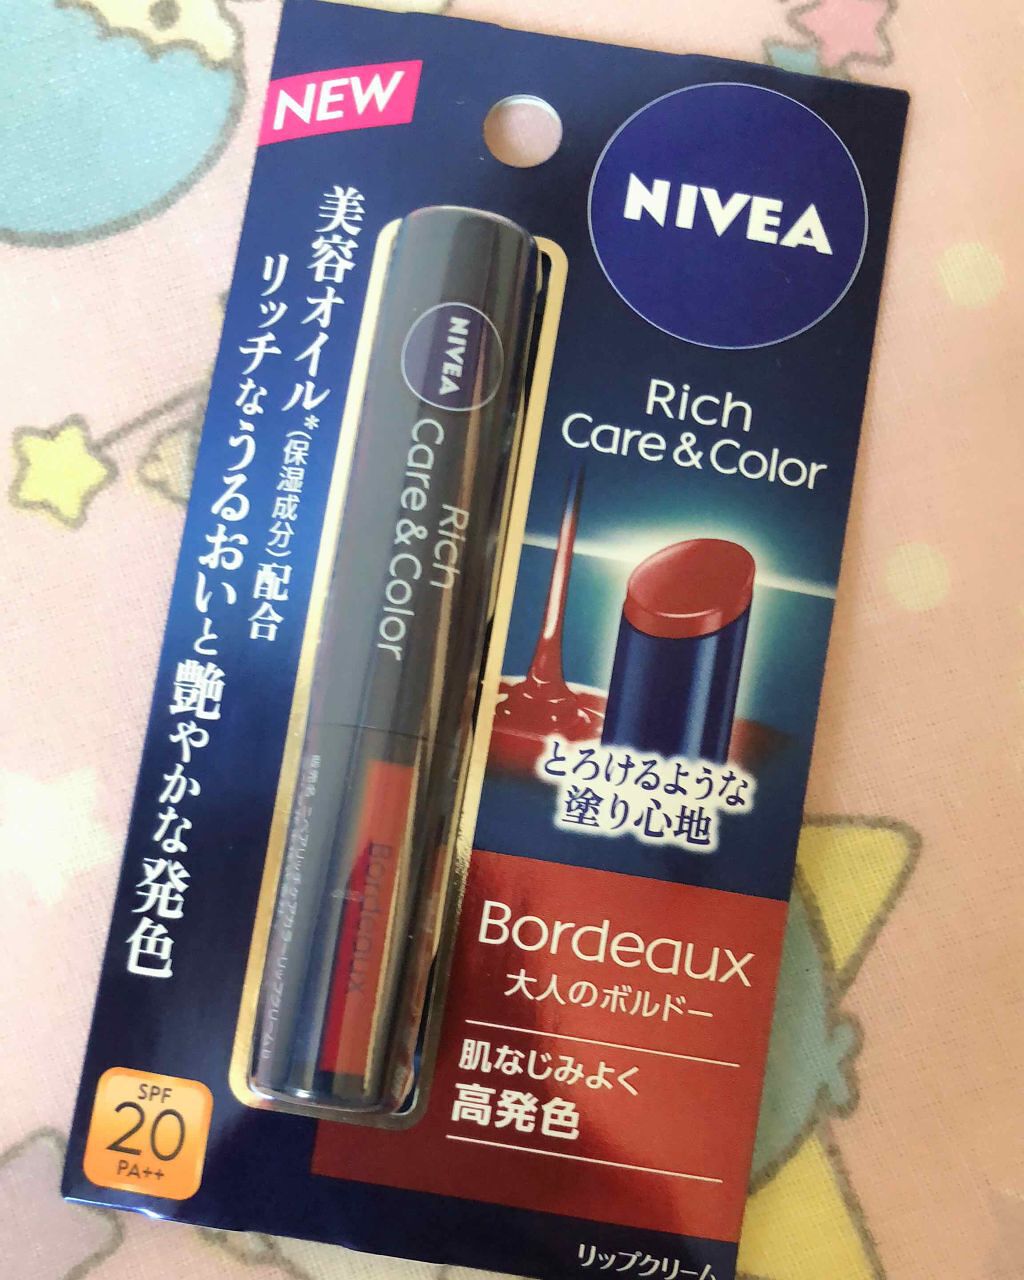 NEW
NIVEA
Rich
Care & Color
美容オイル*(保湿成分)配合
リッチなうるおいと艶やかな発色
NIVEA
Rich
Care & Color
Bordeaux
とろけるような
塗り心地
Bordeaux
大人のボルドー
肌なじみよく
高発色
SPF
20
PA++
リップクリーム